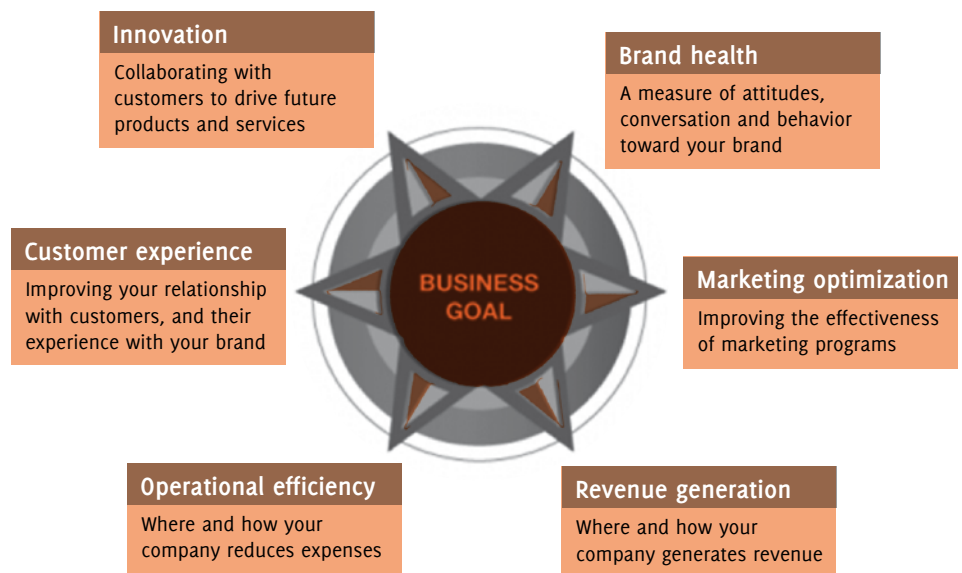 Innovation
Collaborating with
customers to drive future
products and services
Brand health
A measure of attitudes,
conversation and behavior
toward your brand
Customer experience
Improving your relationship
with customers, and their
experience with your brand
BUSINESS
GOAL
Marketing optimization
Improving the effectiveness
of marketing programs
Operational efficiency
Where and how your
company reduces expenses
Revenue generation
Where and how your
company generates revenue